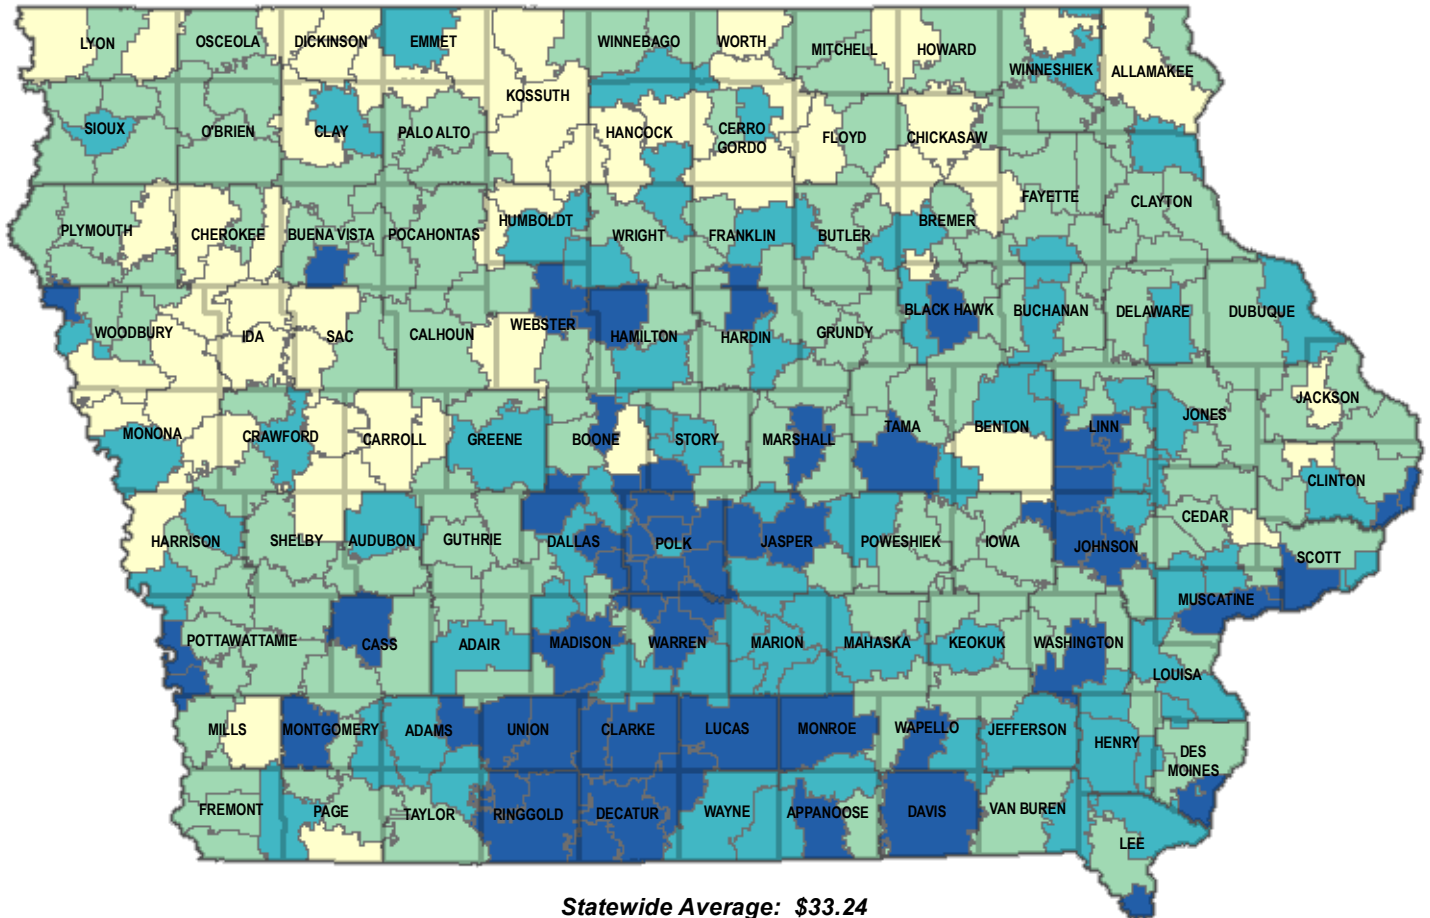 LYON
OSCEOLA
DICKINSON
EMMET
WINNEBAGO
WORTH
MITCHELL
HOWARD
WINNESHIEK
ALLAMAKEE
KOSSUTH
SIOUX
O'BRIEN
CLAY
PALO ALTO
HANCOCK
CERRO
GORDO
FLOYD
CHICKASAW
FAYETTE
CLAYTON
PLYMOUTH
CHEROKEE
BUENA VISTA
POCAHONTAS
HUMBOLDT
WRIGHT
FRANKLIN
BUTLER
BREMER
WOODBURY
IDA
SAC
CALHOUN
WEBSTER
HAMILTON
HARDIN
GRUNDY
BLACK HAWK
BUCHANAN
DELAWARE
DUBUQUE
MONONA
CRAWFORD
CARROLL
GREENE
BOONE
STORY
MARSHALL
TAMA
BENTON
LINN
JONES
JACKSON
CLINTON
HARRISON
SHELBY
AUDUBON
GUTHRIE
DALLAS
POLK
JASPER
POWESHIEK
IOWA
JOHNSON
CEDAR
SCOTT
MUSCATINE
POTTAWATTAMIE
CASS
ADAIR
MADISON
WARREN
MARION
MAHASKA
KEOKUK
WASHINGTON
LOUISA
MILLS
MONTGOMERY
ADAMS
UNION
CLARKE
LUCAS
MONROE
WAPELLO
JEFFERSON
HENRY
DES
MOINES
FREMONT
PAGE
TAYLOR
RINGGOLD
DECATUR
WAYNE
APPANOOSE
DAVIS
VAN BUREN
LEE
Statewide Average: $33.24